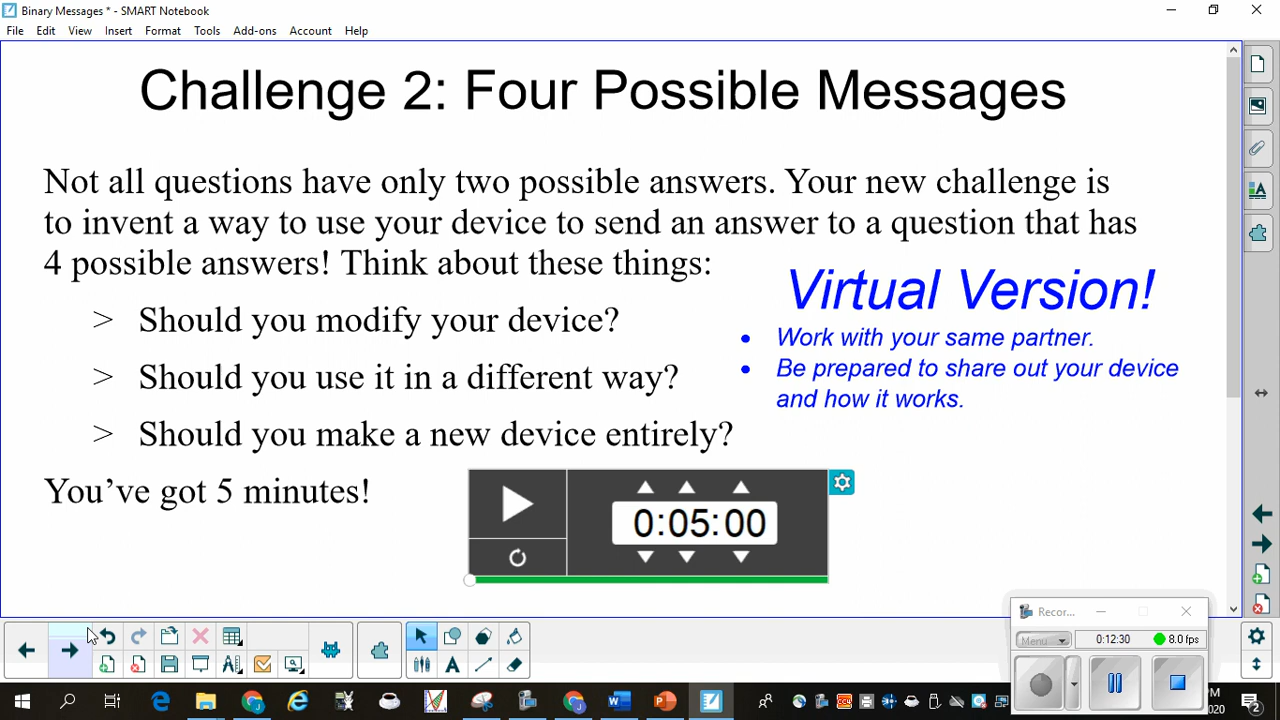 Binary Messages * - SMART Notebook
File Edit View Insert Format Tools Add-ons Account Help
Challenge 2: Four Possible Messages
Not all questions have only two possible answers. Your new challenge is
to invent a way to use your device to send an answer to a question that has
4 possible answers! Think about these things:
> Should you modify your device?
> Should you use it in a different way?
> Should you make a new device entirely?
You've got 5 minutes!
Virtual Version!
• Work with your same partner.
• Be prepared to share out your device
and how it works.
0:05:00
Recor...
Menu 0:12:30 8.0 fps
PM
2020
2